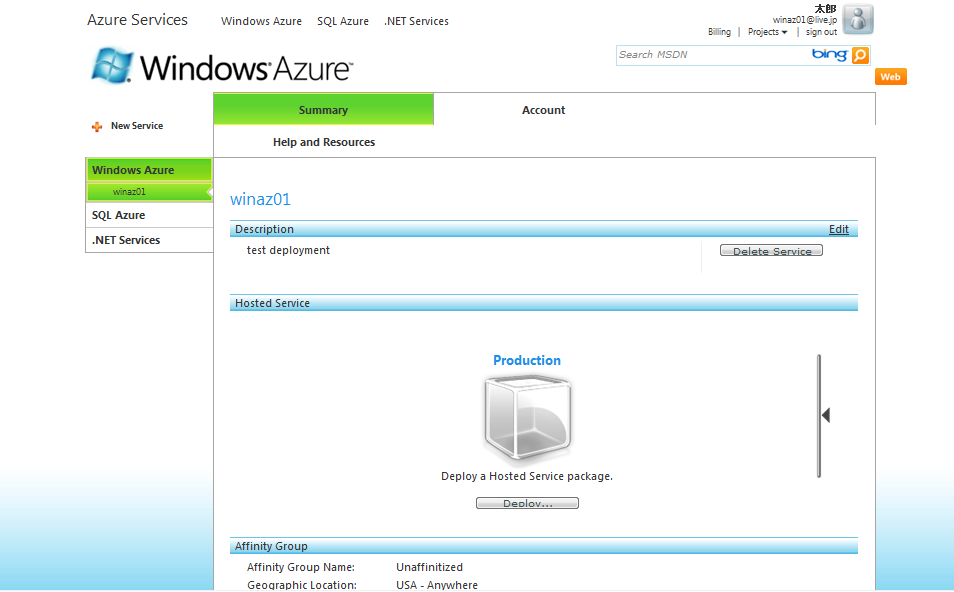 Azure Services
Windows Azure SQL Azure .NET Services
太郎
winaz01@live.jp
Billing | Projects | sign out
Windows Azure™
Search MSDN bing
Web
Summary Account
New Service
Help and Resources
Windows Azure
winaz01
SQL Azure
.NET Services
winaz01
Description Edit
test deployment Delete Service
Hosted Service
Production
Deploy a Hosted Service package.
Deploy...
Affinity Group
Affinity Group Name: Unaffinitized
Geographic Location: USA - Anywhere